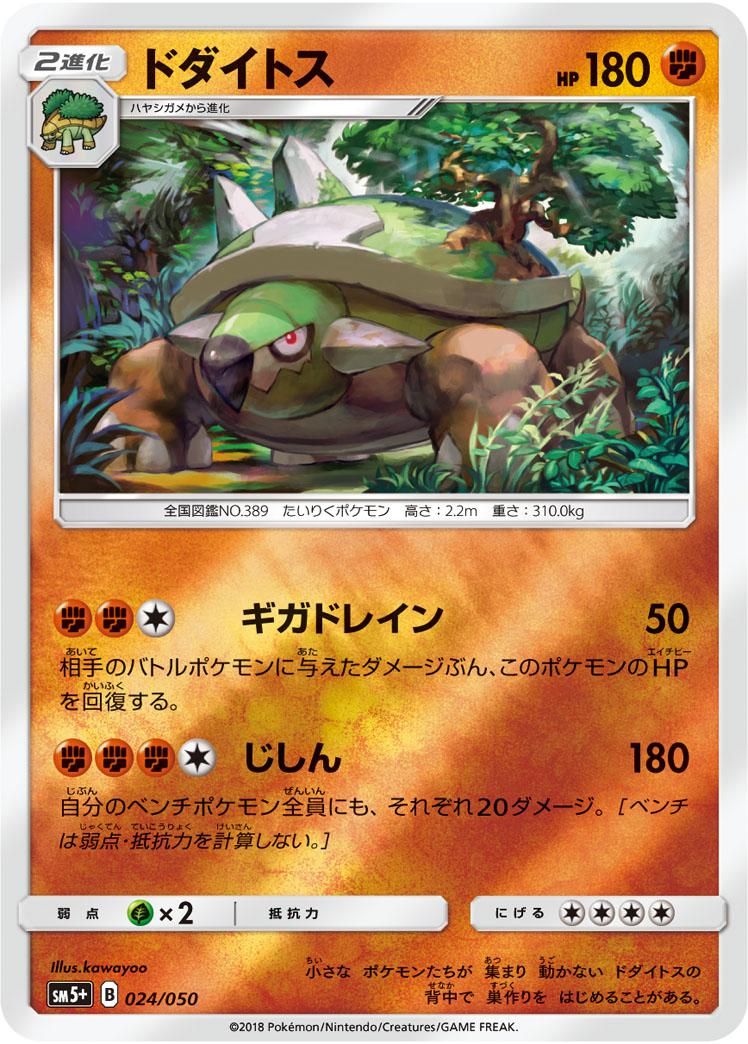 2進化 ドダイトス HP 180
ハヤシガメから進化
全国図鑑NO.389 たいりくポケモン 高さ:2.2m 重さ:310.0kg
ギガドレイン 50
相手のバトルポケモンに与えたダメージぶん、このポケモンのHP
を回復する。
じしん 180
自分のベンチポケモン全員にも、それぞれ20ダメージ。[ベンチ
は弱点・抵抗力を計算しない。]
弱点 ×2 抵抗力 にげる
Illus.kawayoo
小さな ポケモンたちが 集まり 動かない ドダイトスの
背中で 巣作りを はじめることがある。
SM5+ B 024/050
©2018 Pokémon/Nintendo/Creatures/GAME FREAK.